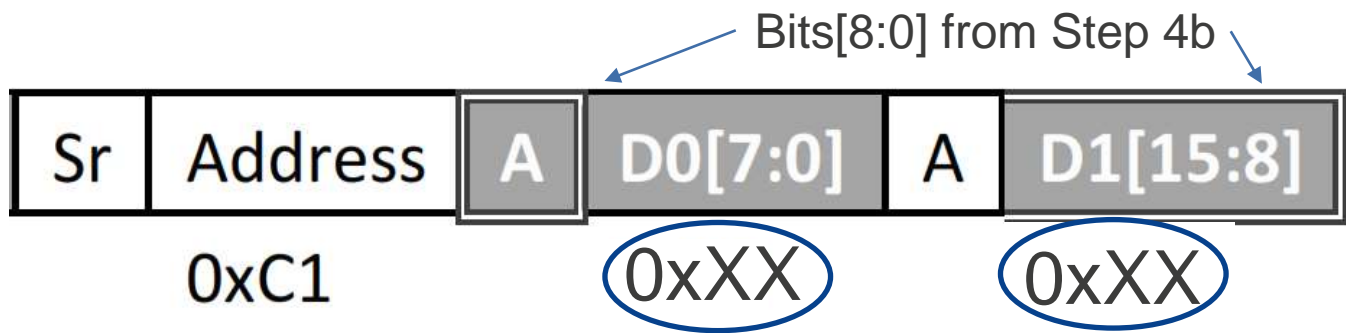 Bits[8:0] from Step 4b
Sr Address A D0[7:0] A D1[15:8]
0xC1 0xXX 0xXX